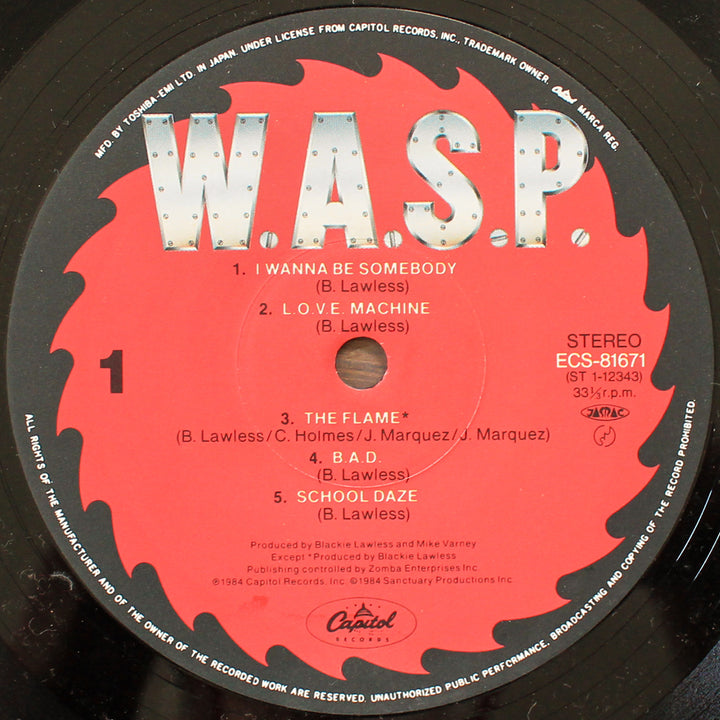 MFD. BY TOSHIBA-EMI LTD. IN JAPAN. UNDER LICENSE FROM CAPITOL RECORDS, INC., TRADEMARK OWNER. Capitol MARCA REG.
W.A.S.P.
1. I WANNA BE SOMEBODY
(B. Lawless)
2. L.O.V.E. MACHINE
(B. Lawless)
1
STEREO
ECS-81671
(ST 1-12343)
33⅓ r.p.m.
JASRAC
3. THE FLAME*
(B. Lawless/C. Holmes/J. Marquez/J. Marquez)
4. B.A.D.
(B. Lawless)
5. SCHOOL DAZE
(B. Lawless)
Produced by Blackie Lawless and Mike Varney
Except *Produced by Blackie Lawless
Publishing controlled by Zomba Enterprises Inc.
℗1984 Capitol Records, Inc. ©1984 Sanctuary Productions Inc.
Capitol
RECORDS
ALL RIGHTS OF THE MANUFACTURER AND OF THE OWNER OF THE RECORDED WORK ARE RESERVED. UNAUTHORIZED PUBLIC PERFORMANCE, BROADCASTING AND COPYING OF THE RECORD PROHIBITED.